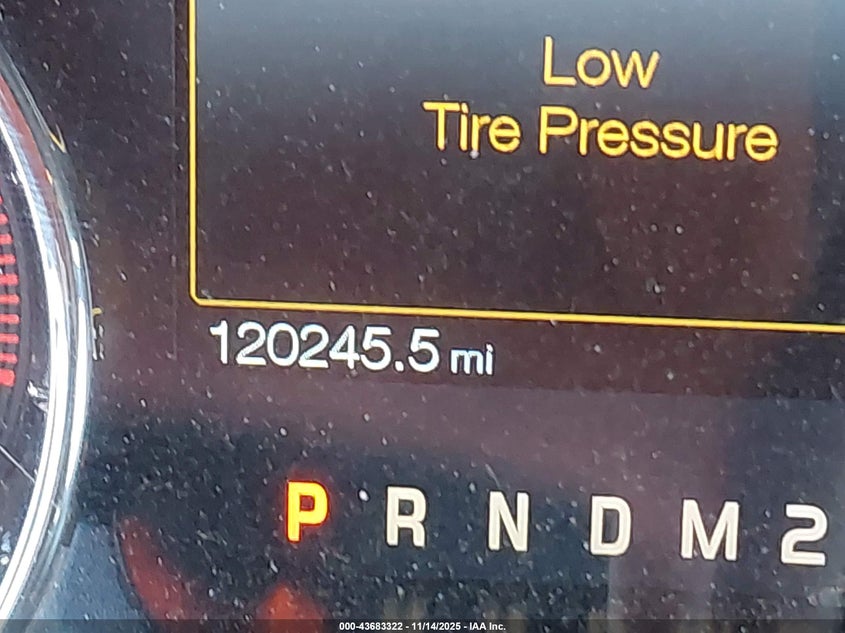 Low
Tire Pressure
120245.5 mi
P R N D M 2
000-43683322 - 11/14/2025 - IAA Inc.